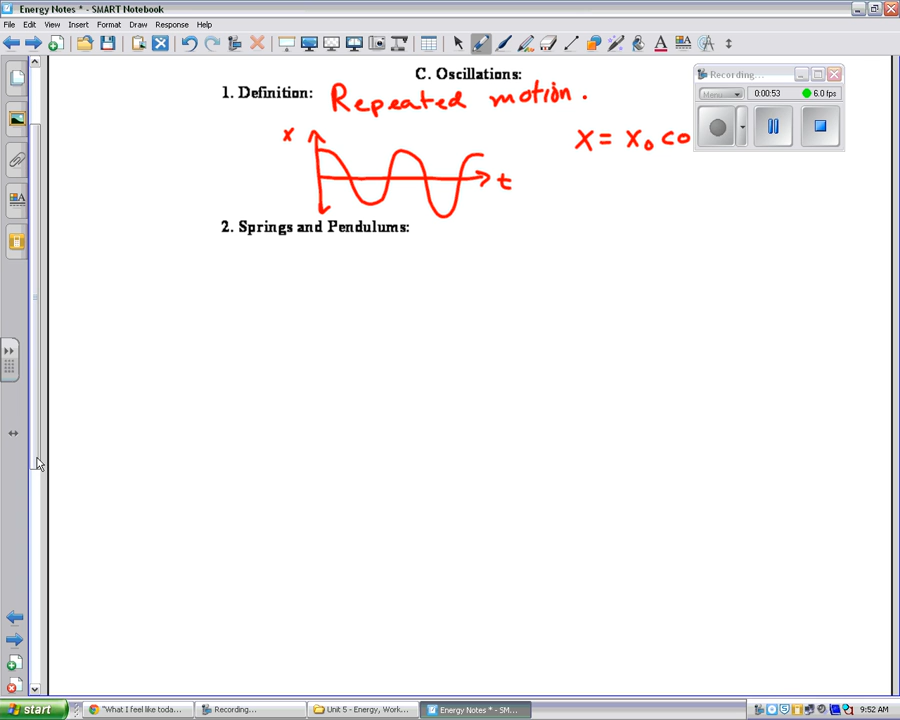 Energy Notes * - SMART Notebook
File Edit View Insert Format Draw Response Help
C. Oscillations:
Recording...
1. Definition: Repeated motion.
Menu 0:00:53 6.0 fps
x
x = x₀ co
t
2. Springs and Pendulums:
start "What I feel like toda... Recording... Unit 5 - Energy, Work... Energy Notes * - SM... 9:52 AM